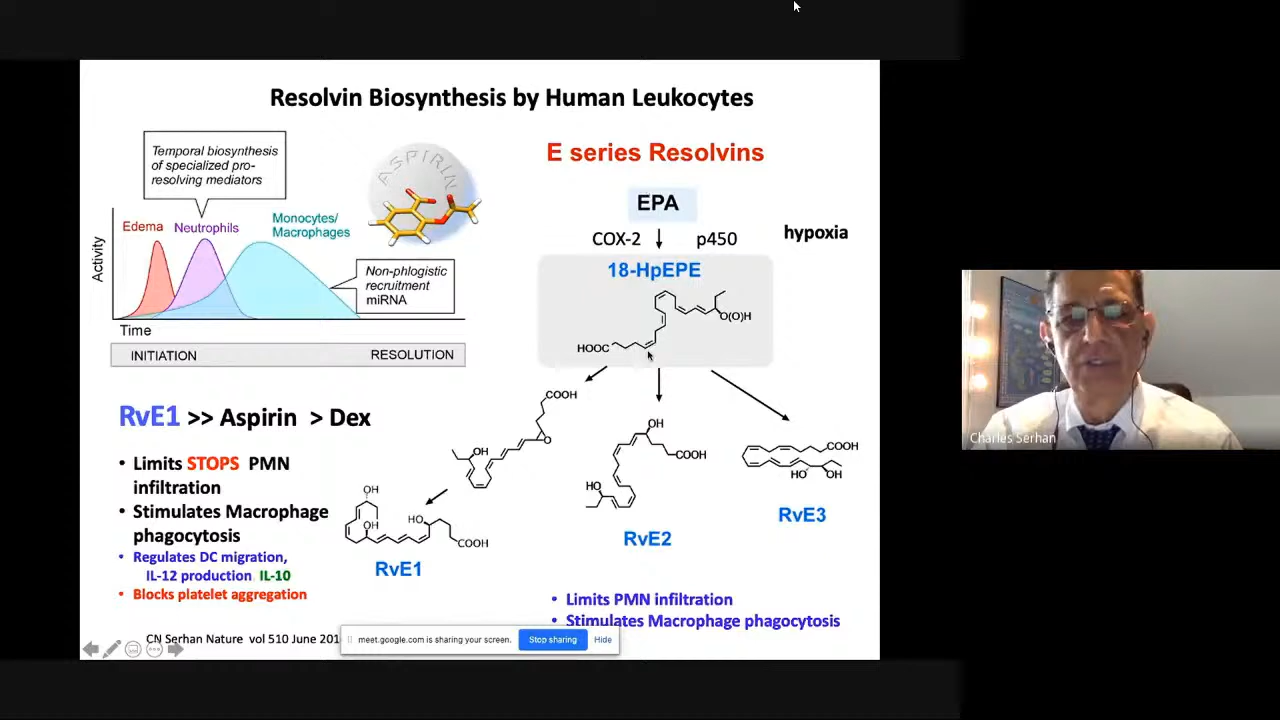 Resolvin Biosynthesis by Human Leukocytes
Temporal biosynthesis
of specialized pro-
resolving mediators
ASPIRIN
Edema
Neutrophils
Monocytes/
Macrophages
Activity
Non-phlogistic
recruitment
miRNA
Time
INITIATION
RESOLUTION
RvE1 >> Aspirin > Dex
• Limits STOPS PMN
infiltration
• Stimulates Macrophage
phagocytosis
• Regulates DC migration,
IL-12 production IL-10
• Blocks platelet aggregation
CN Serhan Nature vol 510 June
E series Resolvins
EPA
COX-2
p450
hypoxia
18-HpEPE
O(O)H
HOOC
COOH
O
OH
OH
OH
HO
COOH
RvE1
OH
COOH
HO
RvE2
COOH
HO
OH
RvE3
• Limits PMN infiltration
• Stimulates Macrophage phagocytosis
meet.google.com is sharing your screen.
Stop sharing
Hide
Charles Serhan